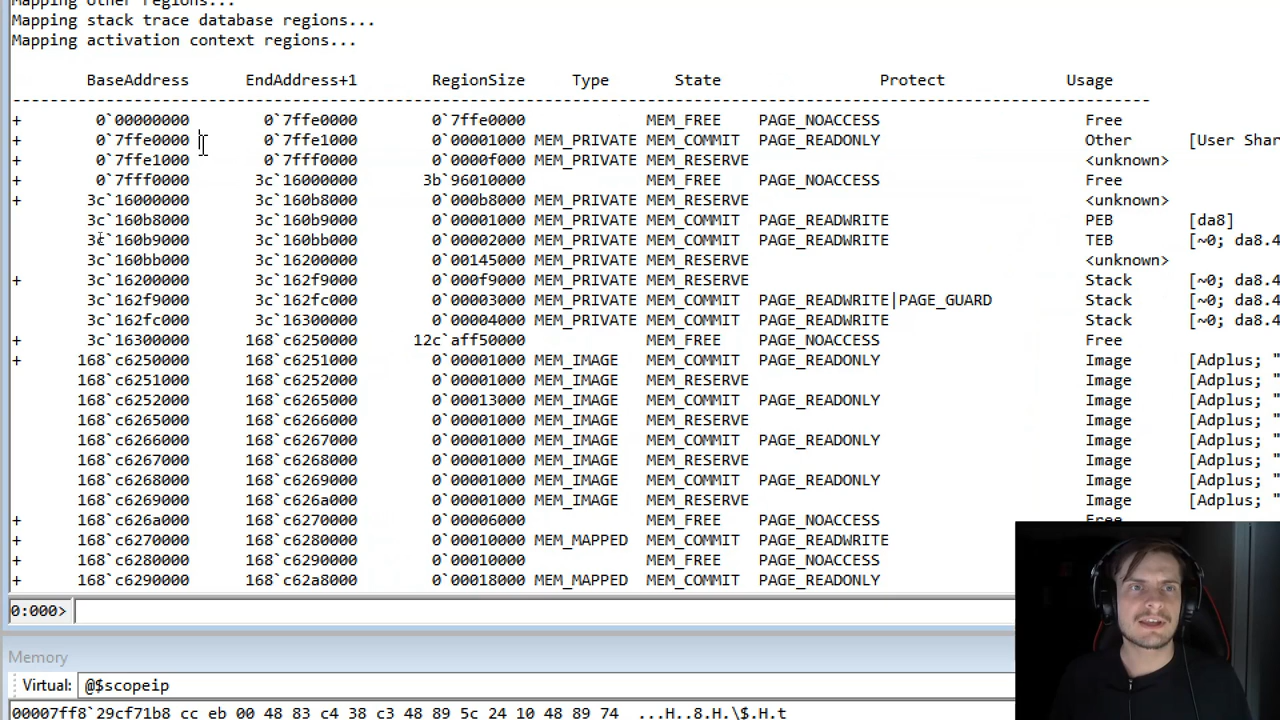 Mapping other regions...
Mapping stack trace database regions...
Mapping activation context regions...
BaseAddress EndAddress+1 RegionSize Type State Protect Usage
--------------------------------------------------------------------------------------------------------------------------
+ 0`00000000 0`7ffe0000 0`7ffe0000 MEM_FREE PAGE_NOACCESS Free
+ 0`7ffe0000 0`7ffe1000 0`00001000 MEM_PRIVATE MEM_COMMIT PAGE_READONLY Other [User Shar
+ 0`7ffe1000 0`7fff0000 0`0000f000 MEM_PRIVATE MEM_RESERVE <unknown>
+ 0`7fff0000 3c`16000000 3b`96010000 MEM_FREE PAGE_NOACCESS Free
+ 3c`16000000 3c`160b8000 0`000b8000 MEM_PRIVATE MEM_RESERVE <unknown>
3c`160b8000 3c`160b9000 0`00001000 MEM_PRIVATE MEM_COMMIT PAGE_READWRITE PEB [da8]
3c`160b9000 3c`160bb000 0`00002000 MEM_PRIVATE MEM_COMMIT PAGE_READWRITE TEB [~0; da8.4
3c`160bb000 3c`16200000 0`00145000 MEM_PRIVATE MEM_RESERVE <unknown>
+ 3c`16200000 3c`162f9000 0`000f9000 MEM_PRIVATE MEM_RESERVE Stack [~0; da8.4
3c`162f9000 3c`162fc000 0`00003000 MEM_PRIVATE MEM_COMMIT PAGE_READWRITE|PAGE_GUARD Stack [~0; da8.4
3c`162fc000 3c`16300000 0`00004000 MEM_PRIVATE MEM_COMMIT PAGE_READWRITE Stack [~0; da8.4
+ 3c`16300000 168`c6250000 12c`aff50000 MEM_FREE PAGE_NOACCESS Free
+ 168`c6250000 168`c6251000 0`00001000 MEM_IMAGE MEM_COMMIT PAGE_READONLY Image [Adplus; "
168`c6251000 168`c6252000 0`00001000 MEM_IMAGE MEM_RESERVE Image [Adplus; "
168`c6252000 168`c6265000 0`00013000 MEM_IMAGE MEM_COMMIT PAGE_READONLY Image [Adplus; "
168`c6265000 168`c6266000 0`00001000 MEM_IMAGE MEM_RESERVE Image [Adplus; "
168`c6266000 168`c6267000 0`00001000 MEM_IMAGE MEM_COMMIT PAGE_READONLY Image [Adplus; "
168`c6267000 168`c6268000 0`00001000 MEM_IMAGE MEM_RESERVE Image [Adplus; "
168`c6268000 168`c6269000 0`00001000 MEM_IMAGE MEM_COMMIT PAGE_READONLY Image [Adplus; "
168`c6269000 168`c626a000 0`00001000 MEM_IMAGE MEM_RESERVE Image [Adplus; "
+ 168`c626a000 168`c6270000 0`00006000 MEM_FREE PAGE_NOACCESS Free
+ 168`c6270000 168`c6280000 0`00010000 MEM_MAPPED MEM_COMMIT PAGE_READWRITE
+ 168`c6280000 168`c6290000 0`00010000 MEM_FREE PAGE_NOACCESS
+ 168`c6290000 168`c62a8000 0`00018000 MEM_MAPPED MEM_COMMIT PAGE_READONLY
0:000>
Memory
Virtual: @$scopeip
00007ff8`29cf71b8 cc eb 00 48 83 c4 38 c3 48 89 5c 24 10 48 89 74 ...H..8.H.\$.H.t